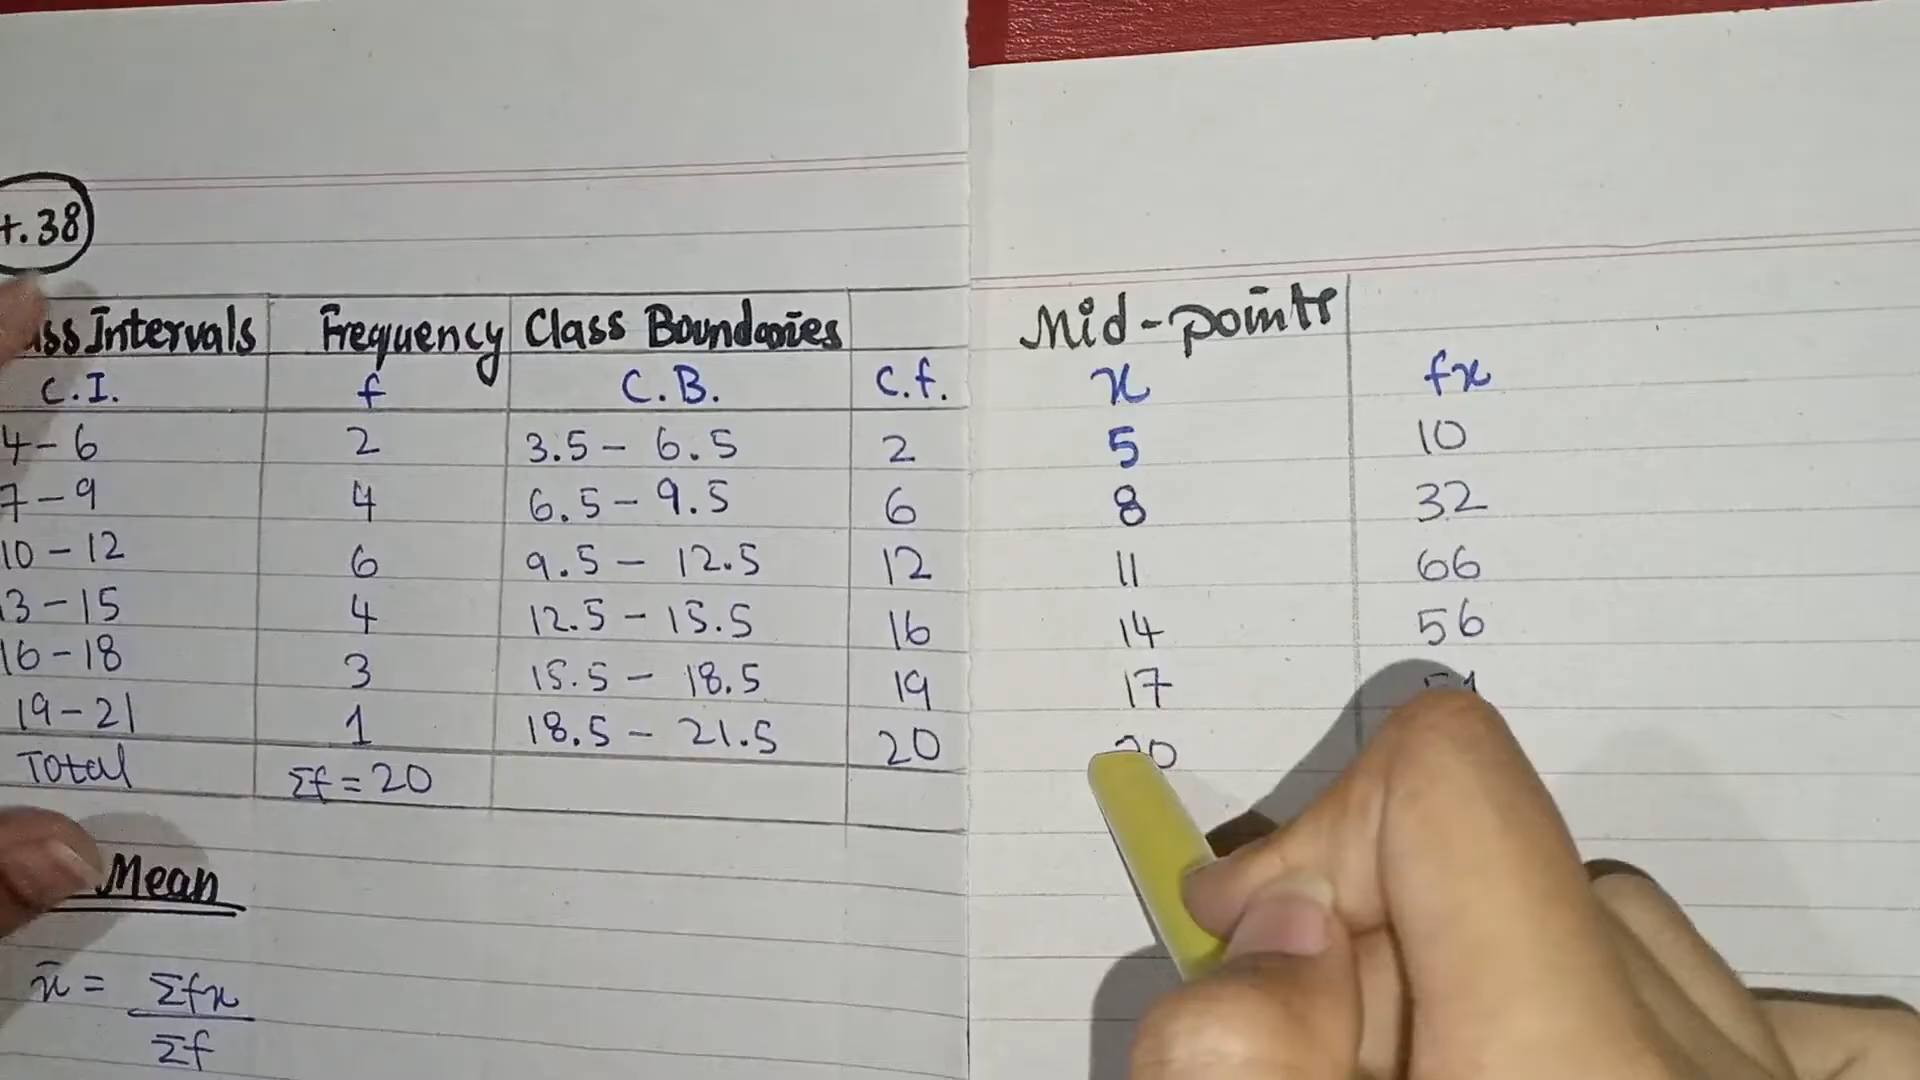 t.38
ss Intervals Frequency Class Boundaries Mid-points
C.I. f C.B. C.f. x fx
4-6 2 3.5 - 6.5 2 5 10
7-9 4 6.5 - 9.5 6 8 32
10-12 6 9.5 - 12.5 12 11 66
13-15 4 12.5 - 15.5 16 14 56
16-18 3 15.5 - 18.5 19 17
19-21 1 18.5 - 21.5 20 20
Total Σf = 20
Mean
x̄ = Σfx
Σf